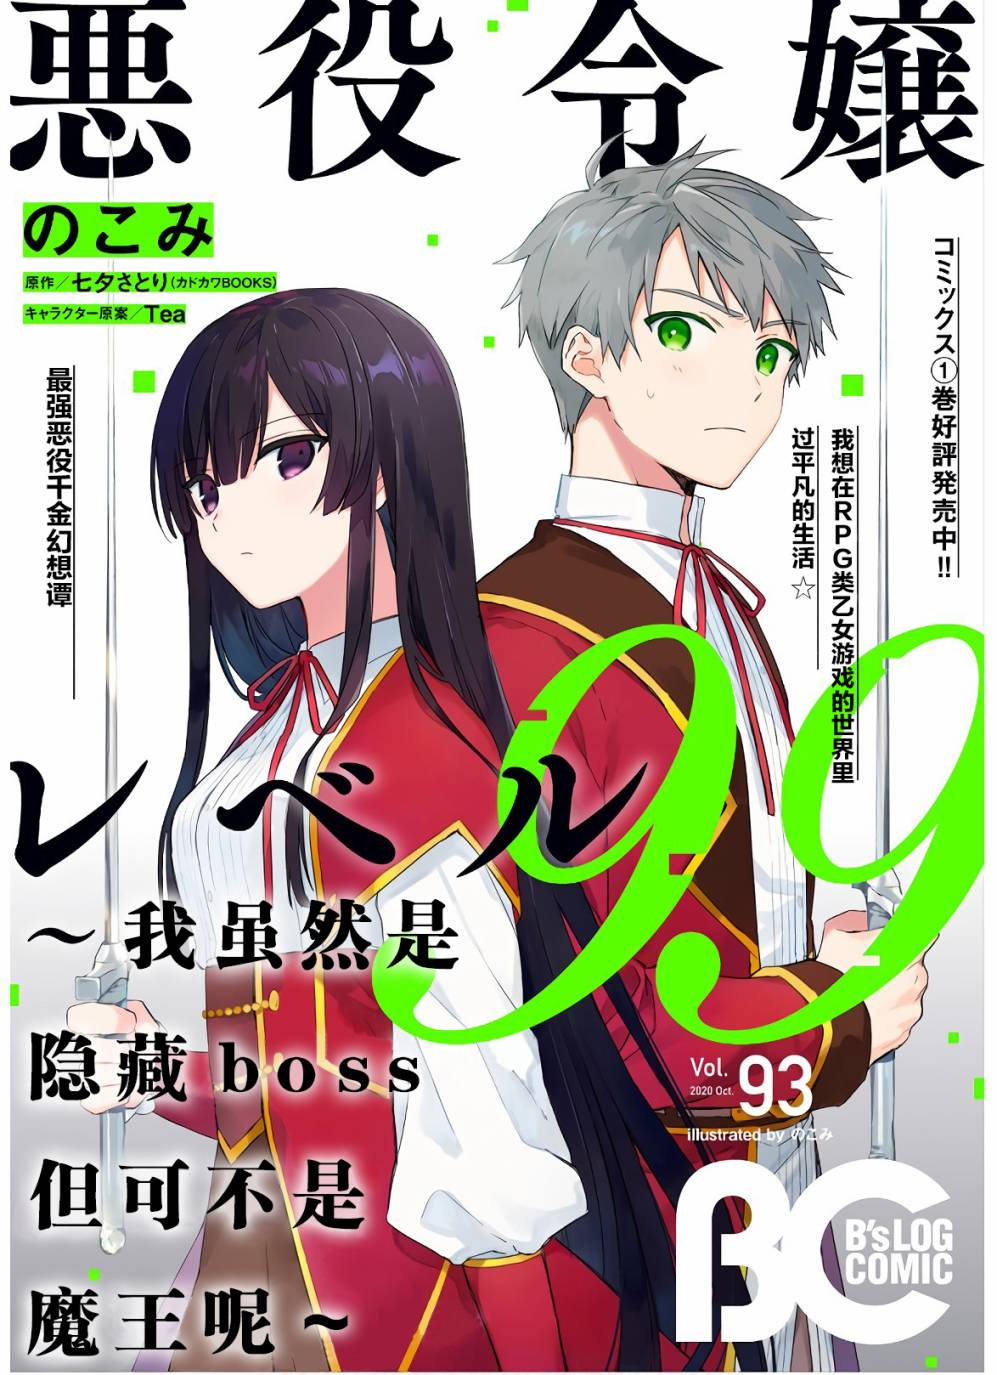 悪役令嬢
のこみ
原作／七夕さとり(カドカワBOOKS)
キャラクター原案／Tea
コミックス①巻好評発売中!!
我想在RPG类乙女游戏的世界里
过平凡的生活☆
最强恶役千金幻想谭
レベル99
～我虽然是
隐藏boss
但可不是
魔王呢～
Vol. 93
2020 Oct.
illustrated by のこみ
BC
B'sLOG
COMIC